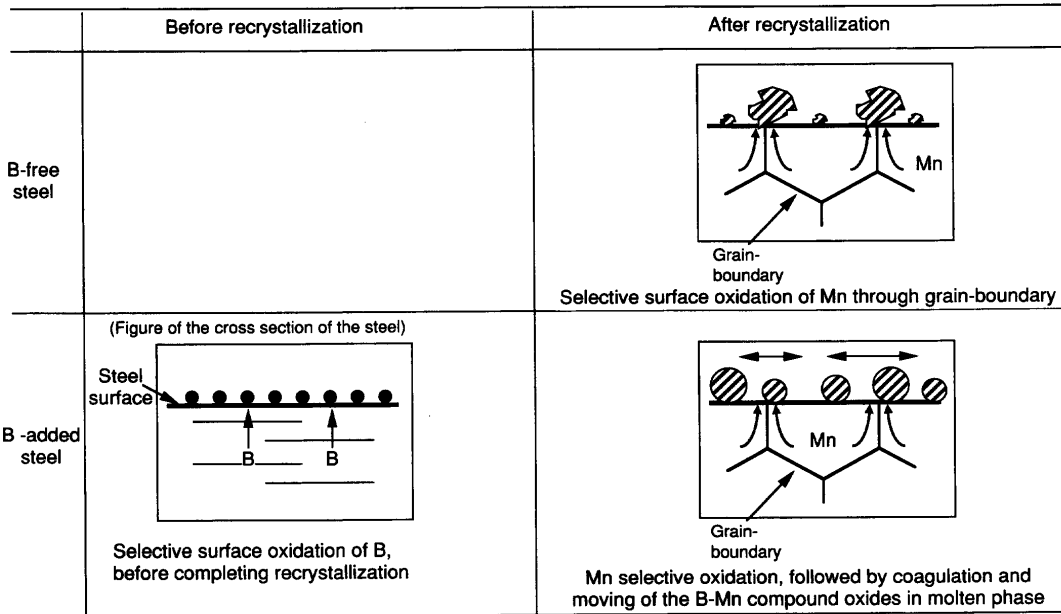 Before recrystallization
After recrystallization
B-free
steel
Mn
Grain-
boundary
Selective surface oxidation of Mn through grain-boundary
(Figure of the cross section of the steel)
Steel
surface
B -added
steel
B
B
Selective surface oxidation of B,
before completing recrystallization
Mn
Grain-
boundary
Mn selective oxidation, followed by coagulation and
moving of the B-Mn compound oxides in molten phase